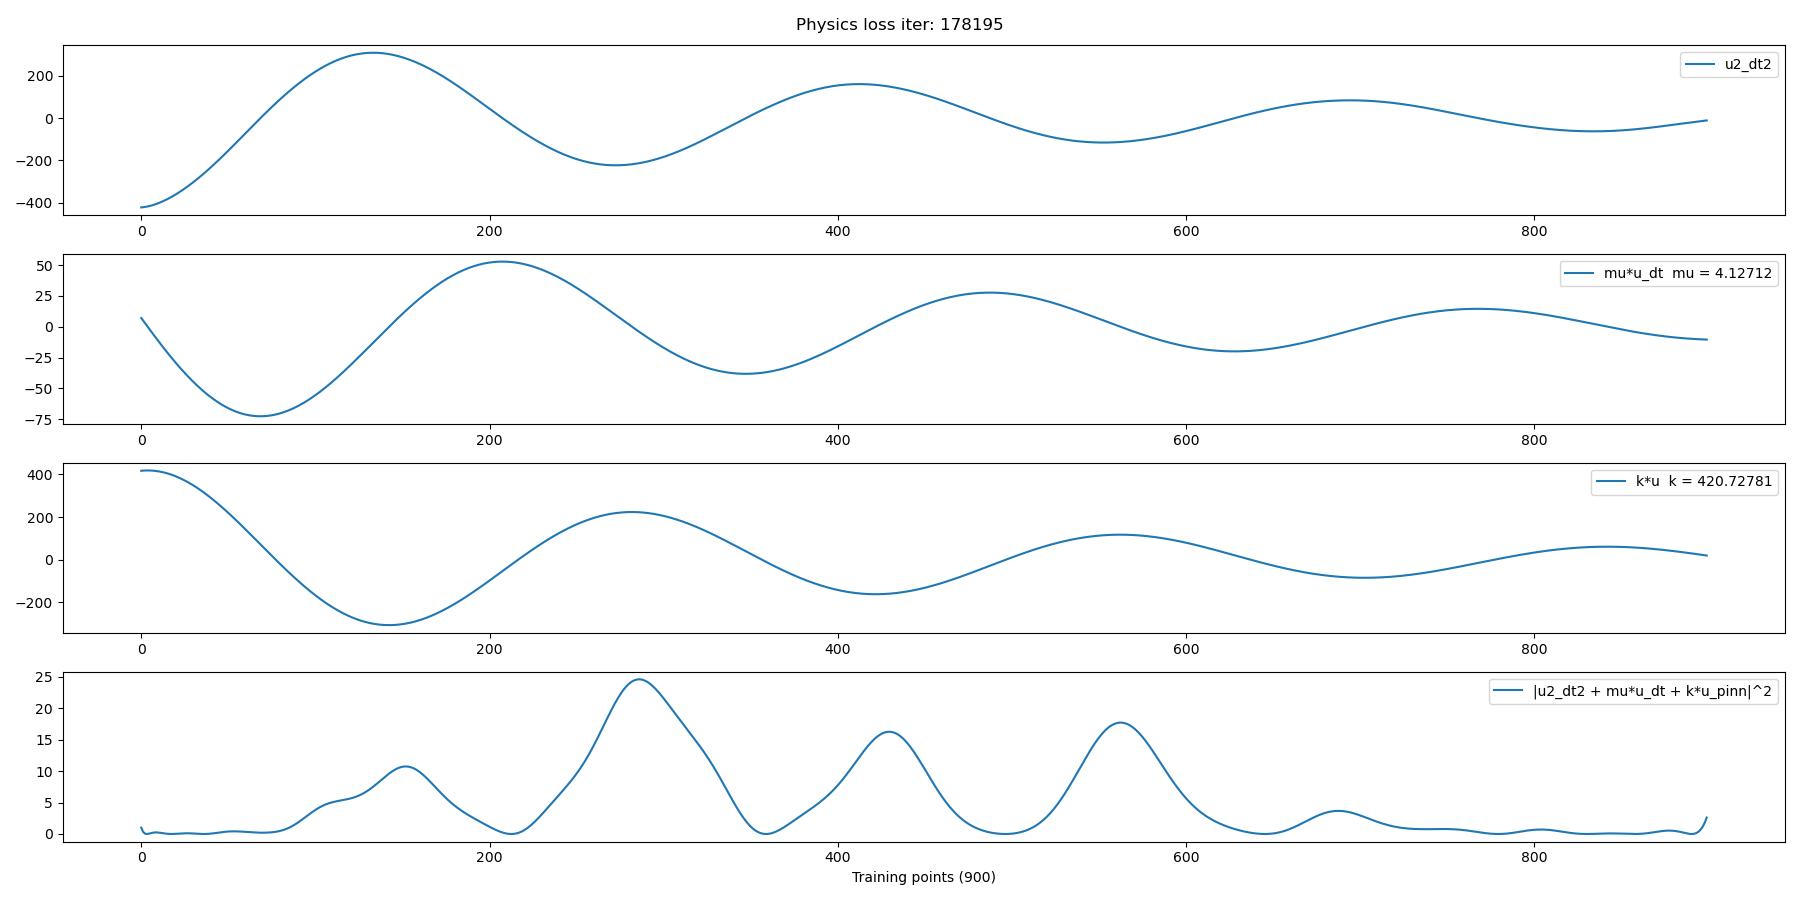 Physics loss iter: 178195
u2_dt2
200
0
−200
−400
0 200 400 600 800
mu*u_dt mu = 4.12712
50
25
0
−25
−50
−75
0 200 400 600 800
k*u k = 420.72781
400
200
0
−200
0 200 400 600 800
|u2_dt2 + mu*u_dt + k*u_pinn|^2
25
20
15
10
5
0
0 200 400 600 800
Training points (900)